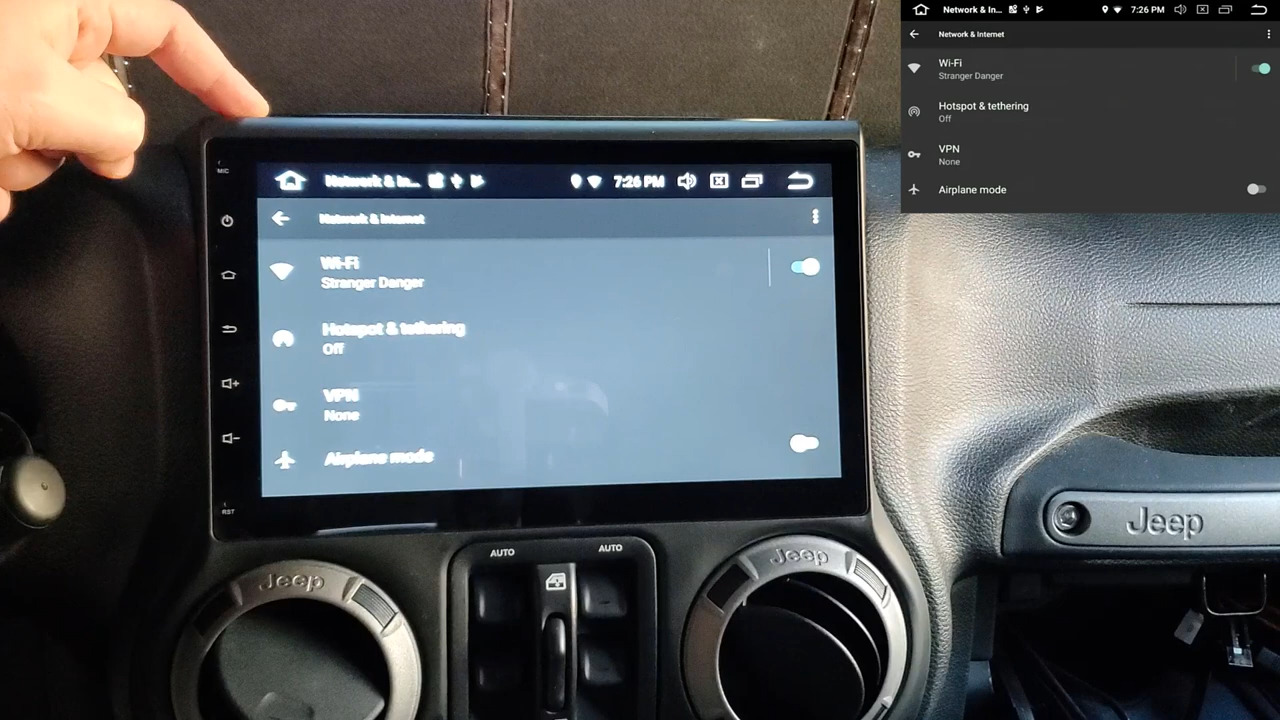 Network & In... 7:26 PM
Network & Internet
Wi-Fi
Stranger Danger
Hotspot & tethering
Off
VPN
None
Airplane mode
MIC
Network & In... 7:26 PM
Network & Internet
Wi-Fi
Stranger Danger
Hotspot & tethering
Off
VPN
None
Airplane mode
RST
AUTO AUTO
Jeep
Jeep
Jeep